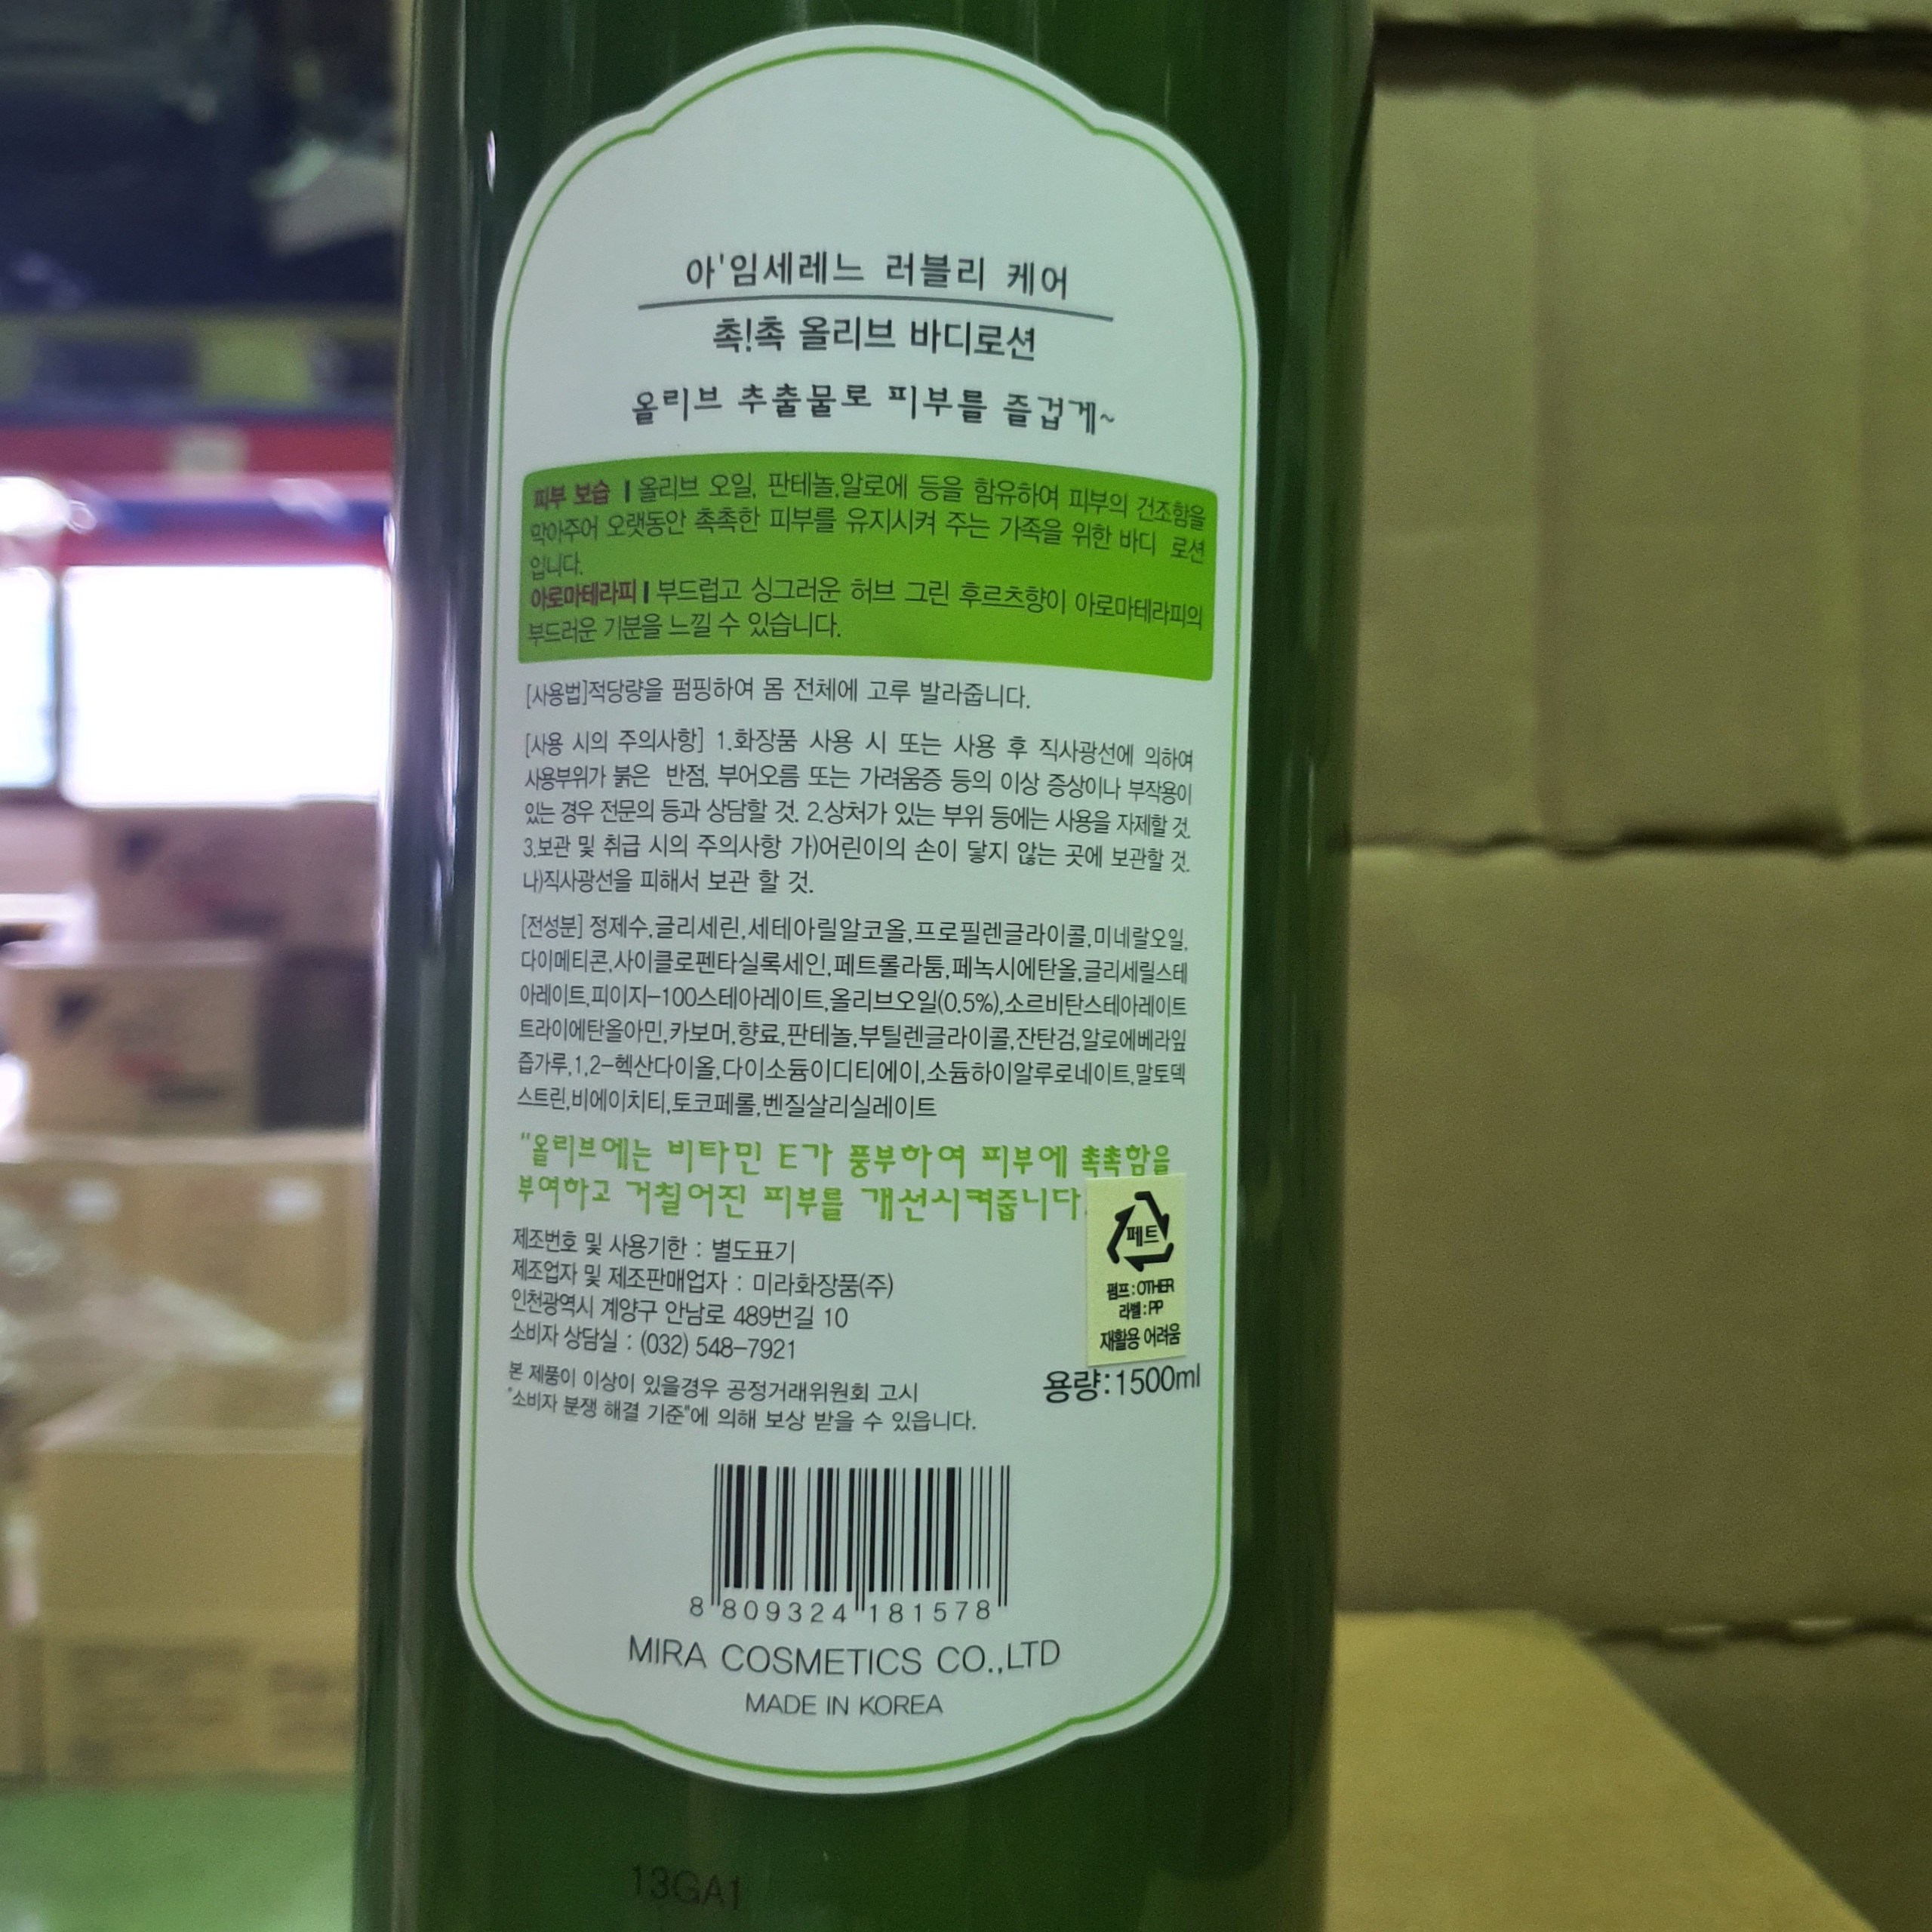 아'임세레느 러블리 케어
촉!촉 올리브 바디로션
올리브 추출물로 피부를 즐겁게~
피부 보습 | 올리브 오일, 판테놀,알로에 등을 함유하여 피부의 건조함을
막아주어 오랫동안 촉촉한 피부를 유지시켜 주는 가족을 위한 바디 로션
입니다.
아로마테라피 | 부드럽고 싱그러운 허브 그린 후르츠향이 아로마테라피의
부드러운 기분을 느낄 수 있습니다.
[사용법]적당량을 펌핑하여 몸 전체에 고루 발라줍니다.
[사용 시의 주의사항] 1.화장품 사용 시 또는 사용 후 직사광선에 의하여
사용부위가 붉은 반점, 부어오름 또는 가려움증 등의 이상 증상이나 부작용이
있는 경우 전문의 등과 상담할 것. 2.상처가 있는 부위 등에는 사용을 자제할 것.
3.보관 및 취급 시의 주의사항 가)어린이의 손이 닿지 않는 곳에 보관할 것.
나)직사광선을 피해서 보관 할 것.
[전성분] 정제수,글리세린,세테아릴알코올,프로필렌글라이콜,미네랄오일,
다이메티콘,사이클로펜타실록세인,페트롤라툼,페녹시에탄올,글리세릴스테
아레이트,피이지-100스테아레이트,올리브오일(0.5%),소르비탄스테아레이트
트라이에탄올아민,카보머,향료,판테놀,부틸렌글라이콜,잔탄검,알로에베라잎
즙가루,1,2-헥산다이올,다이소듐이디티에이,소듐하이알루로네이트,말토덱
스트린,비에이치티,토코페롤,벤질살리실레이트
"올리브에는 비타민 E가 풍부하여 피부에 촉촉함을
부여하고 거칠어진 피부를 개선시켜줍니다.
제조번호 및 사용기한 : 별도표기
제조업자 및 제조판매업자 : 미라화장품(주)
인천광역시 계양구 안남로 489번길 10
소비자 상담실 : (032) 548-7921
본 제품이 이상이 있을경우 공정거래위원회 고시
"소비자 분쟁 해결 기준"에 의해 보상 받을 수 있읍니다.
페트
펌프:OTHER
라벨:PP
재활용 어려움
용량:1500ml
8 809324 181578
MIRA COSMETICS CO.,LTD
MADE IN KOREA
13GA1